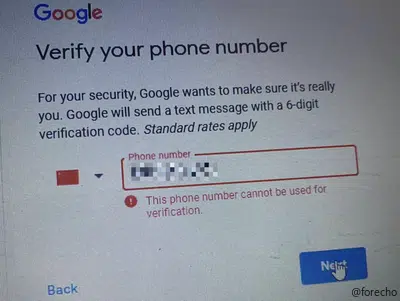 Google
Verify your phone number
For your security, Google wants to make sure it's really
you. Google will send a text message with a 6-digit
verification code. Standard rates apply
Phone number
This phone number cannot be used for
verification.
Next
Back
@forecho